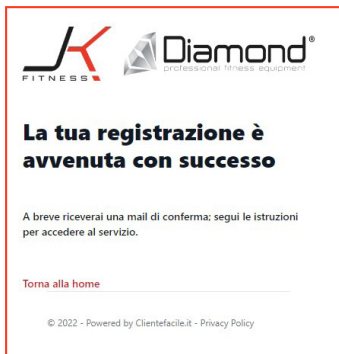 JK
FITNESS
Diamond®
professional fitness equipment
La tua registrazione è
avvenuta con successo
A breve riceverai una mail di conferma; segui le istruzioni
per accedere al servizio.
Torna alla home
© 2022 - Powered by Clientefacile.it - Privacy Policy